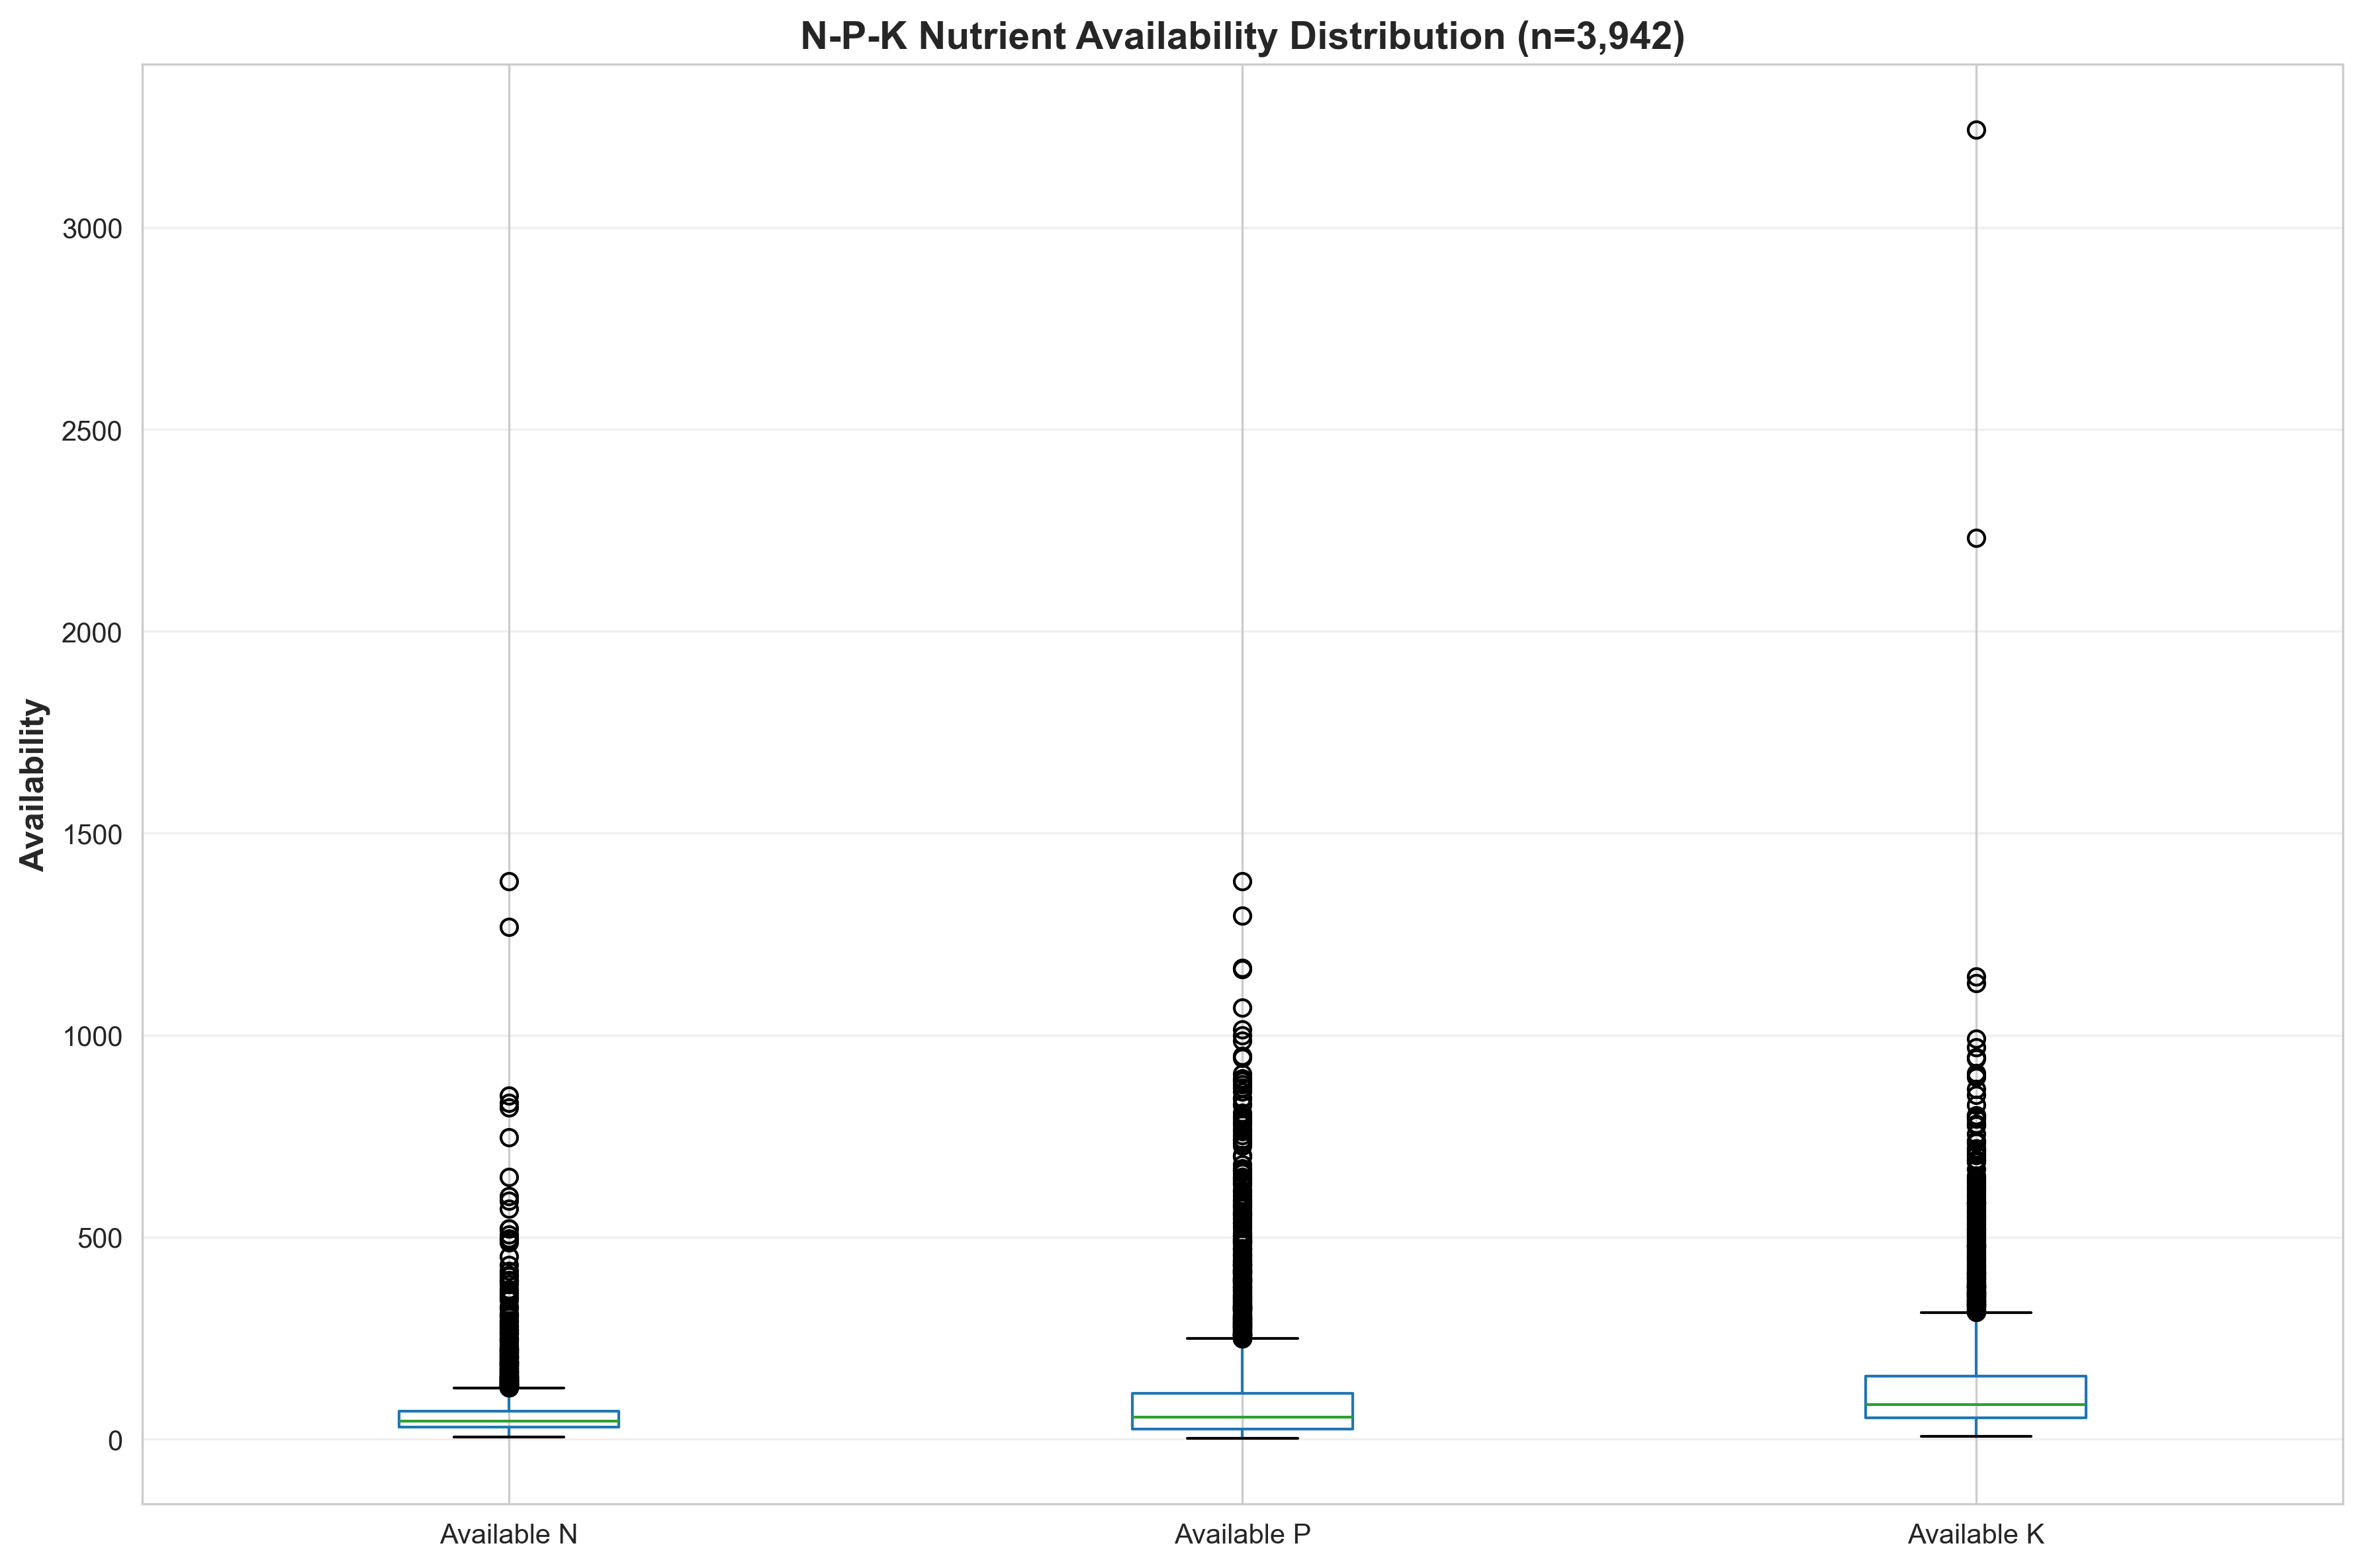 N-P-K Nutrient Availability Distribution (n=3,942)
Availability
3000
2500
2000
1500
1000
500
0
Available N
Available P
Available K